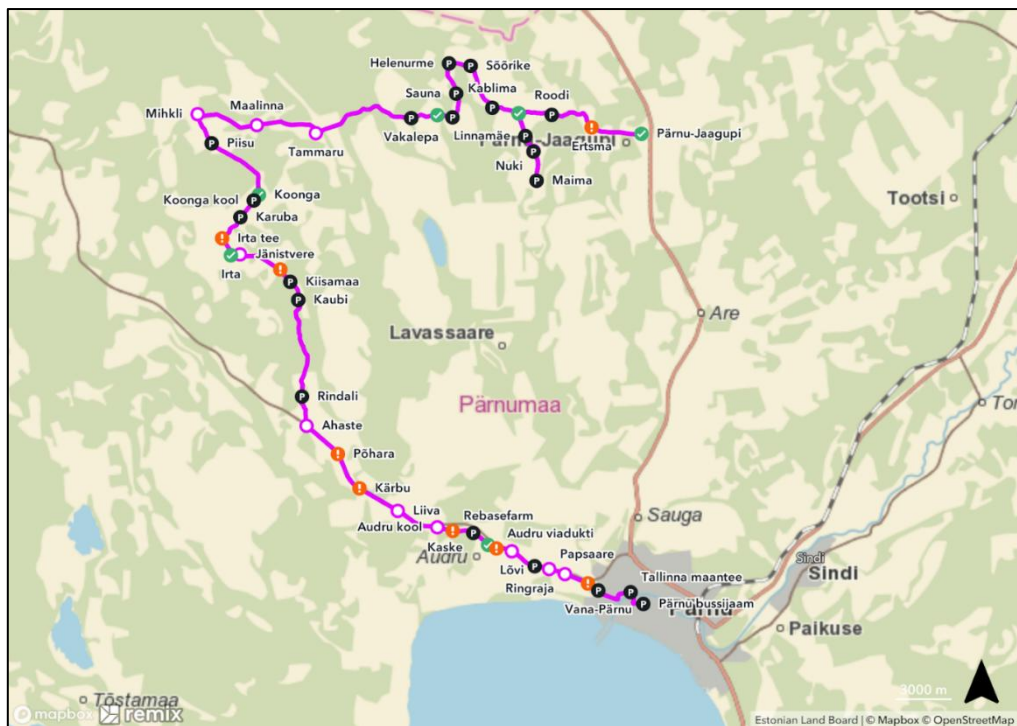 Helenurme
Sõõrike
Sauna
Kablima
Roodi
Mihkli
Maalinna
Tammaru
Vakalepa
Linnamäe
Pärnu-Jaagupi
Ertsma
Pärnu-Jaagupi
Piisu
Nuki
Maima
Koonga
Koonga kool
Tootsi
Karuba
Irta tee
Jänistvere
Irta
Kiisamaa
Kaubi
Are
Lavassaare
Rindali
Pärnumaa
Ahaste
Põhara
Kärbu
Liiva
Rebasefarm
Audru kool
Audru viadukti
Kaske
Audru
Sauga
Lõvi
Papsaare
Sindi
Sindi
Ringraja
Tallinna maantee
Vana-Pärnu
Pärnu bussijaam
Paikuse
Tõstamaa
3000 m
mapbox remix
Estonian Land Board | © Mapbox © OpenStreetMap